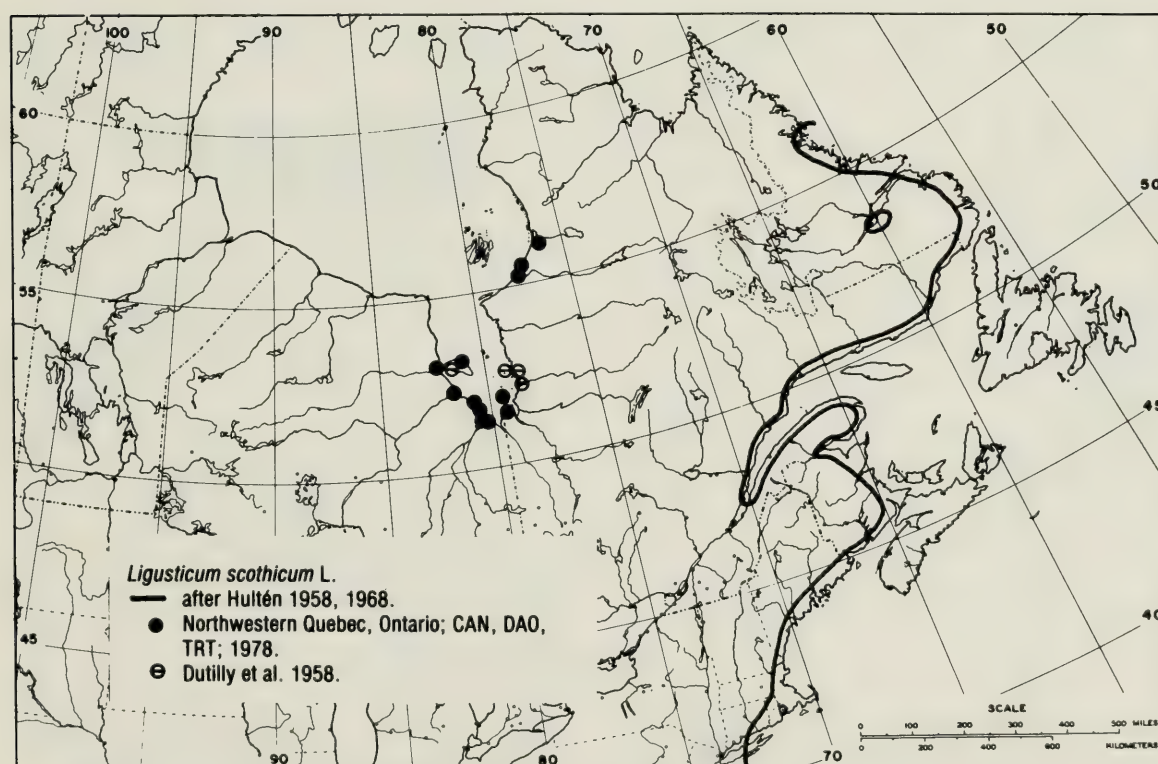 100
90
80
70
60
50
60
50
55
45
45
40
Ligusticum scothicum L.
after Hultén 1958, 1968.
Northwestern Quebec, Ontario; CAN, DAO,
TRT; 1978.
Dutilly et al. 1958.
SCALE
0 100 200 300 400 500 MILES
0 200 400 600 KILOMETERS
90
80
70